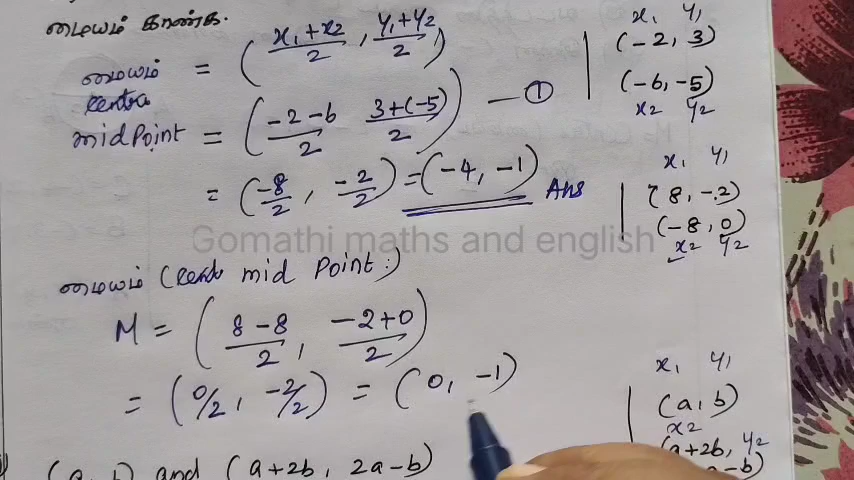 மையம் காண்க.
மையம் = ( x₁+x₂/2 , y₁+y₂/2 )
midPoint = ( -2-6/2 3+(-5)/2 ) — ①
= ( -8/2 , -2/2 ) = (-4, -1) Ans
x₁ y₁
(-2, 3)
(-6, -5)
x₂ y₂
x₁ y₁
(8, -2)
(-8, 0)
x₂ y₂
Gomathi maths and english
மையம் ( mid Point :)
M = ( 8-8/2 , -2+0/2 )
= ( 0/2, -2/2 ) = (0, -1)
x₁ y₁
(a, b)
x₂ y₂
(a+2b,
a-b)
and (a+2b, 2a-b)